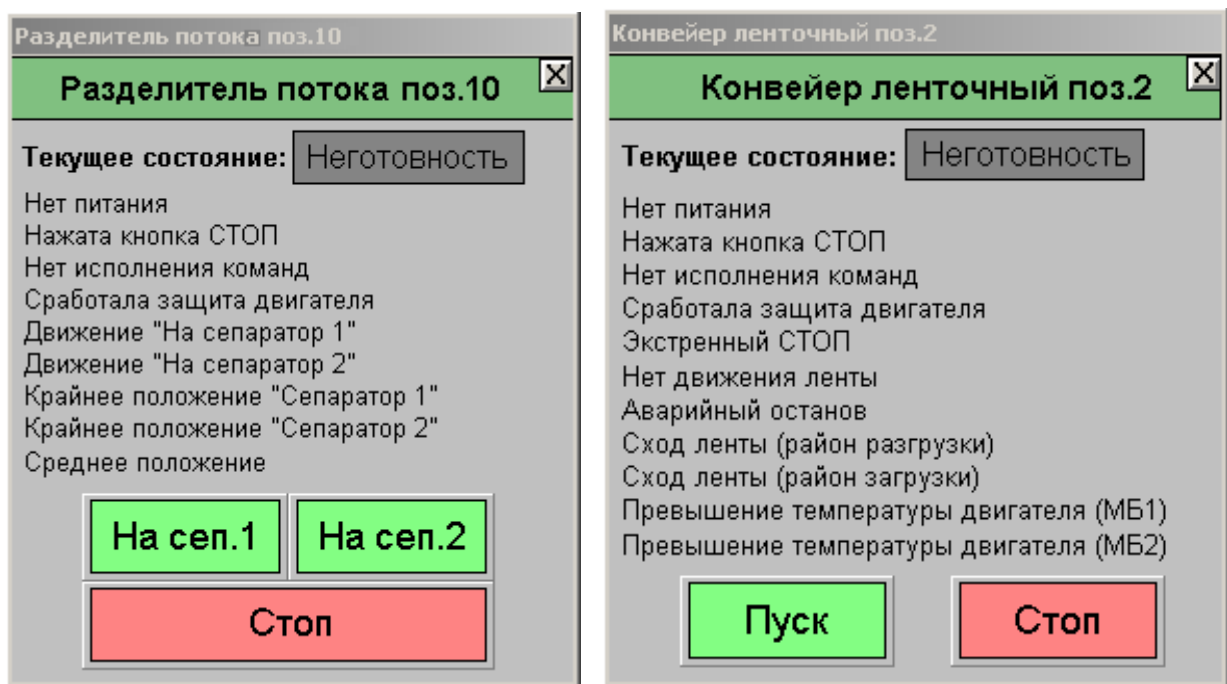 Разделитель потока поз.10
Разделитель потока поз.10
X
Текущее состояние: Неготовность
Нет питания
Нажата кнопка СТОП
Нет исполнения команд
Сработала защита двигателя
Движение "На сепаратор 1"
Движение "На сепаратор 2"
Крайнее положение "Сепаратор 1"
Крайнее положение "Сепаратор 2"
Среднее положение
На сеп.1
На сеп.2
Стоп
Конвейер ленточный поз.2
Конвейер ленточный поз.2
X
Текущее состояние: Неготовность
Нет питания
Нажата кнопка СТОП
Нет исполнения команд
Сработала защита двигателя
Экстренный СТОП
Нет движения ленты
Аварийный останов
Сход ленты (район разгрузки)
Сход ленты (район загрузки)
Превышение температуры двигателя (МБ1)
Превышение температуры двигателя (МБ2)
Пуск
Стоп